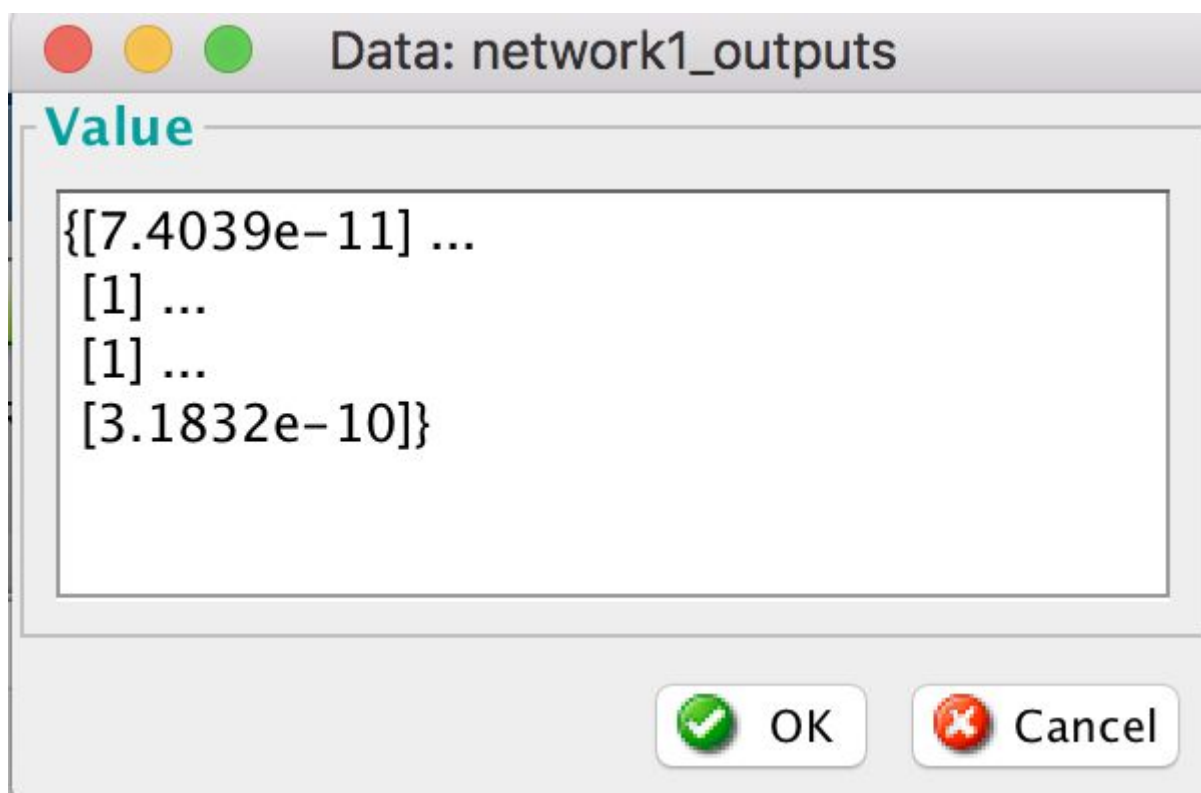 Data: network1_outputs
Value
{[7.4039e-11] ...
[1] ...
[1] ...
[3.1832e-10]}
OK
Cancel